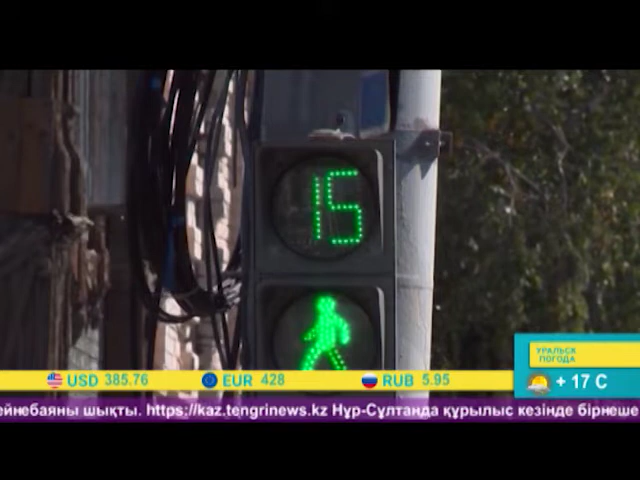 15
УРАЛЬСК
ПОГОДА
USD 385.76 EUR 428 RUB 5.95 + 17 C
ейнебаяны шықты. https://kaz.tengrinews.kz Нұр-Сұлтанда құрылыс кезінде бірнеше